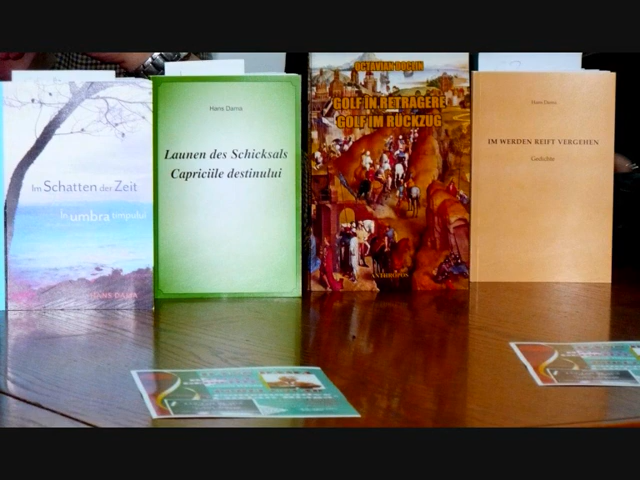 Im Schatten der Zeit
În umbra timpului
HANS DAMA
Hans Dama
Launen des Schicksals
Capriciile destinului
OCTAVIAN DOCLIN
GOLF ÎN RETRAGERE
GOLF IM RÜCKZUG
ANTHROPOS
Hans Dama
IM WERDEN REIFT VERGEHEN
Gedichte